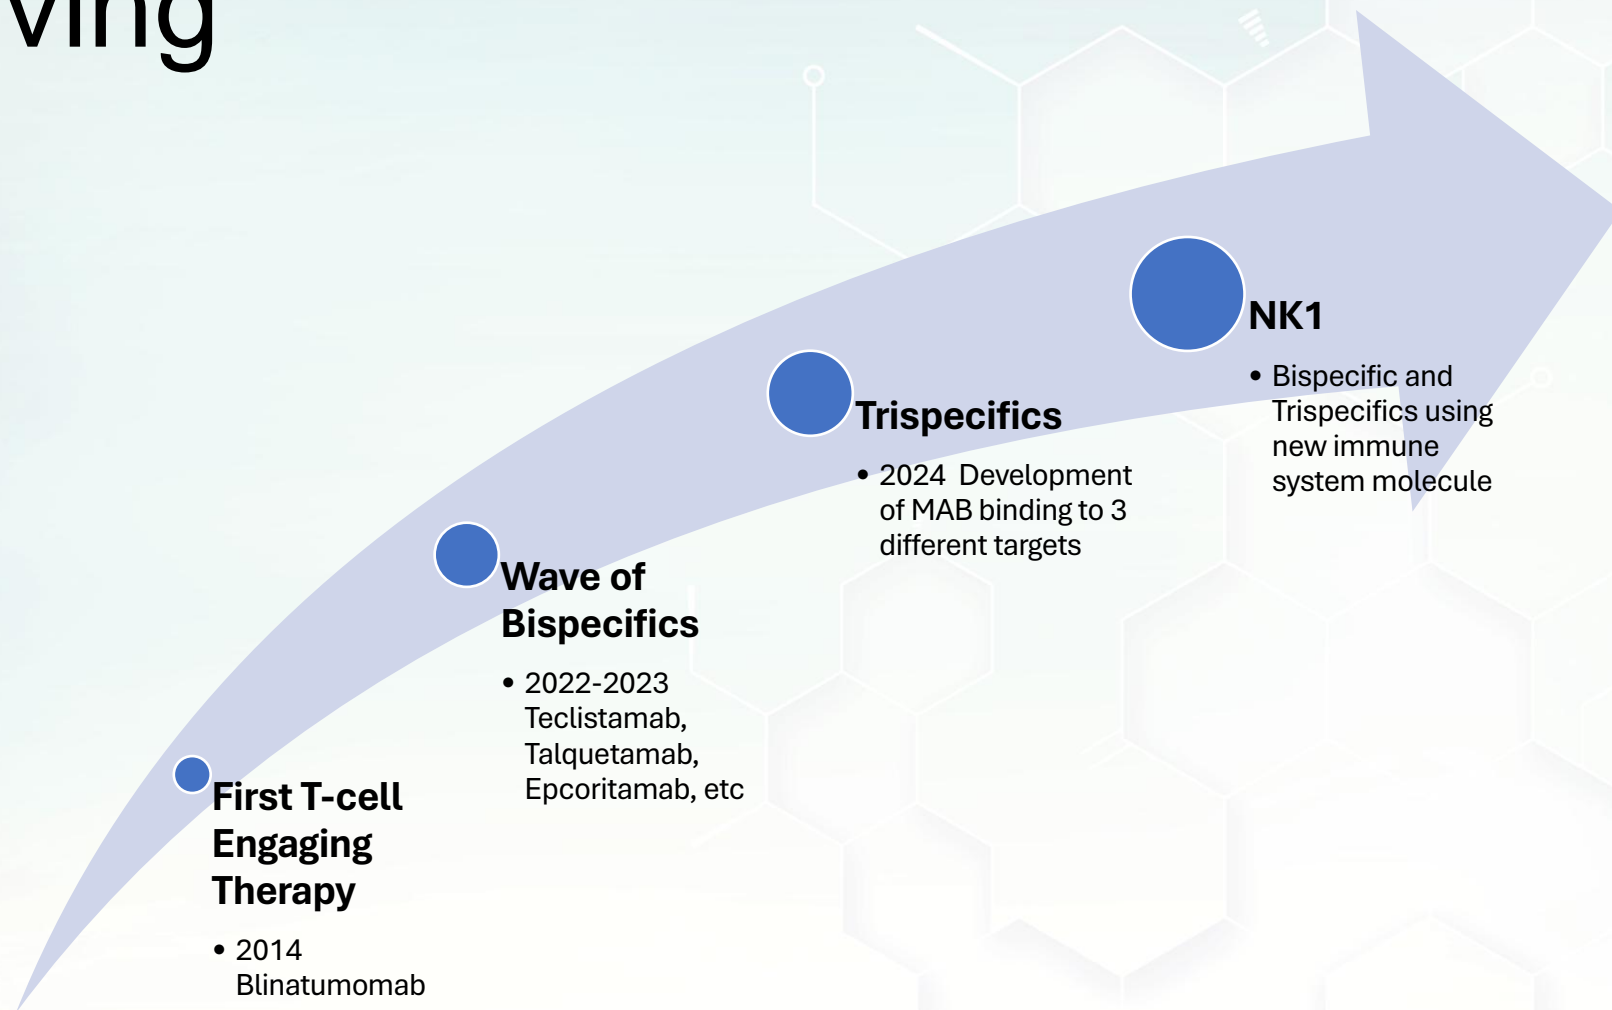 ving
First T-cell
Engaging
Therapy
• 2014
Blinatumomab
Wave of
Bispecifics
• 2022-2023
Teclistamab,
Talquetamab,
Epcoritamab, etc
Trispecifics
• 2024 Development
of MAB binding to 3
different targets
NK1
• Bispecific and
Trispecifics using
new immune
system molecule